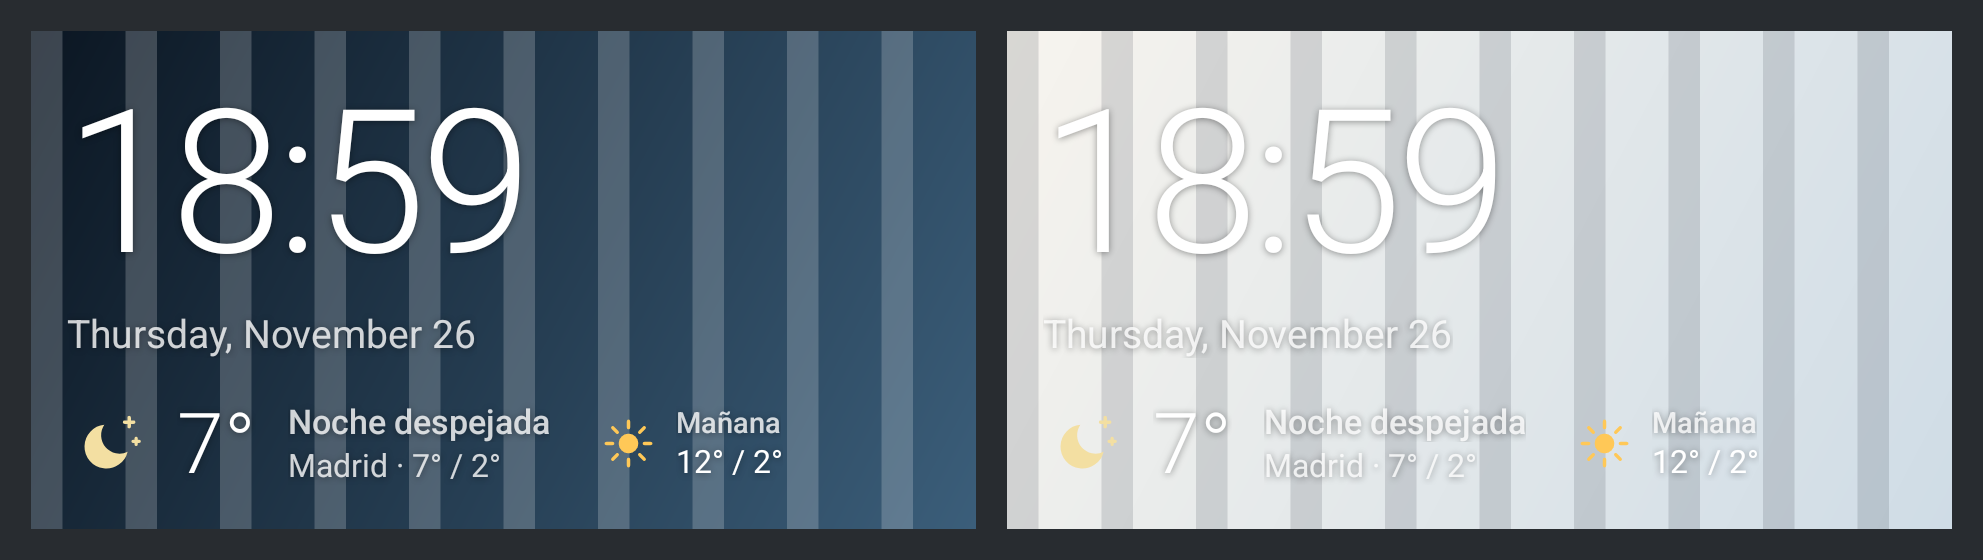 18:59
Thursday, November 26
7°
Noche despejada
Madrid · 7° / 2°
Mañana
12° / 2°
18:59
Thursday, November 26
7°
Noche despejada
Madrid · 7° / 2°
Mañana
12° / 2°